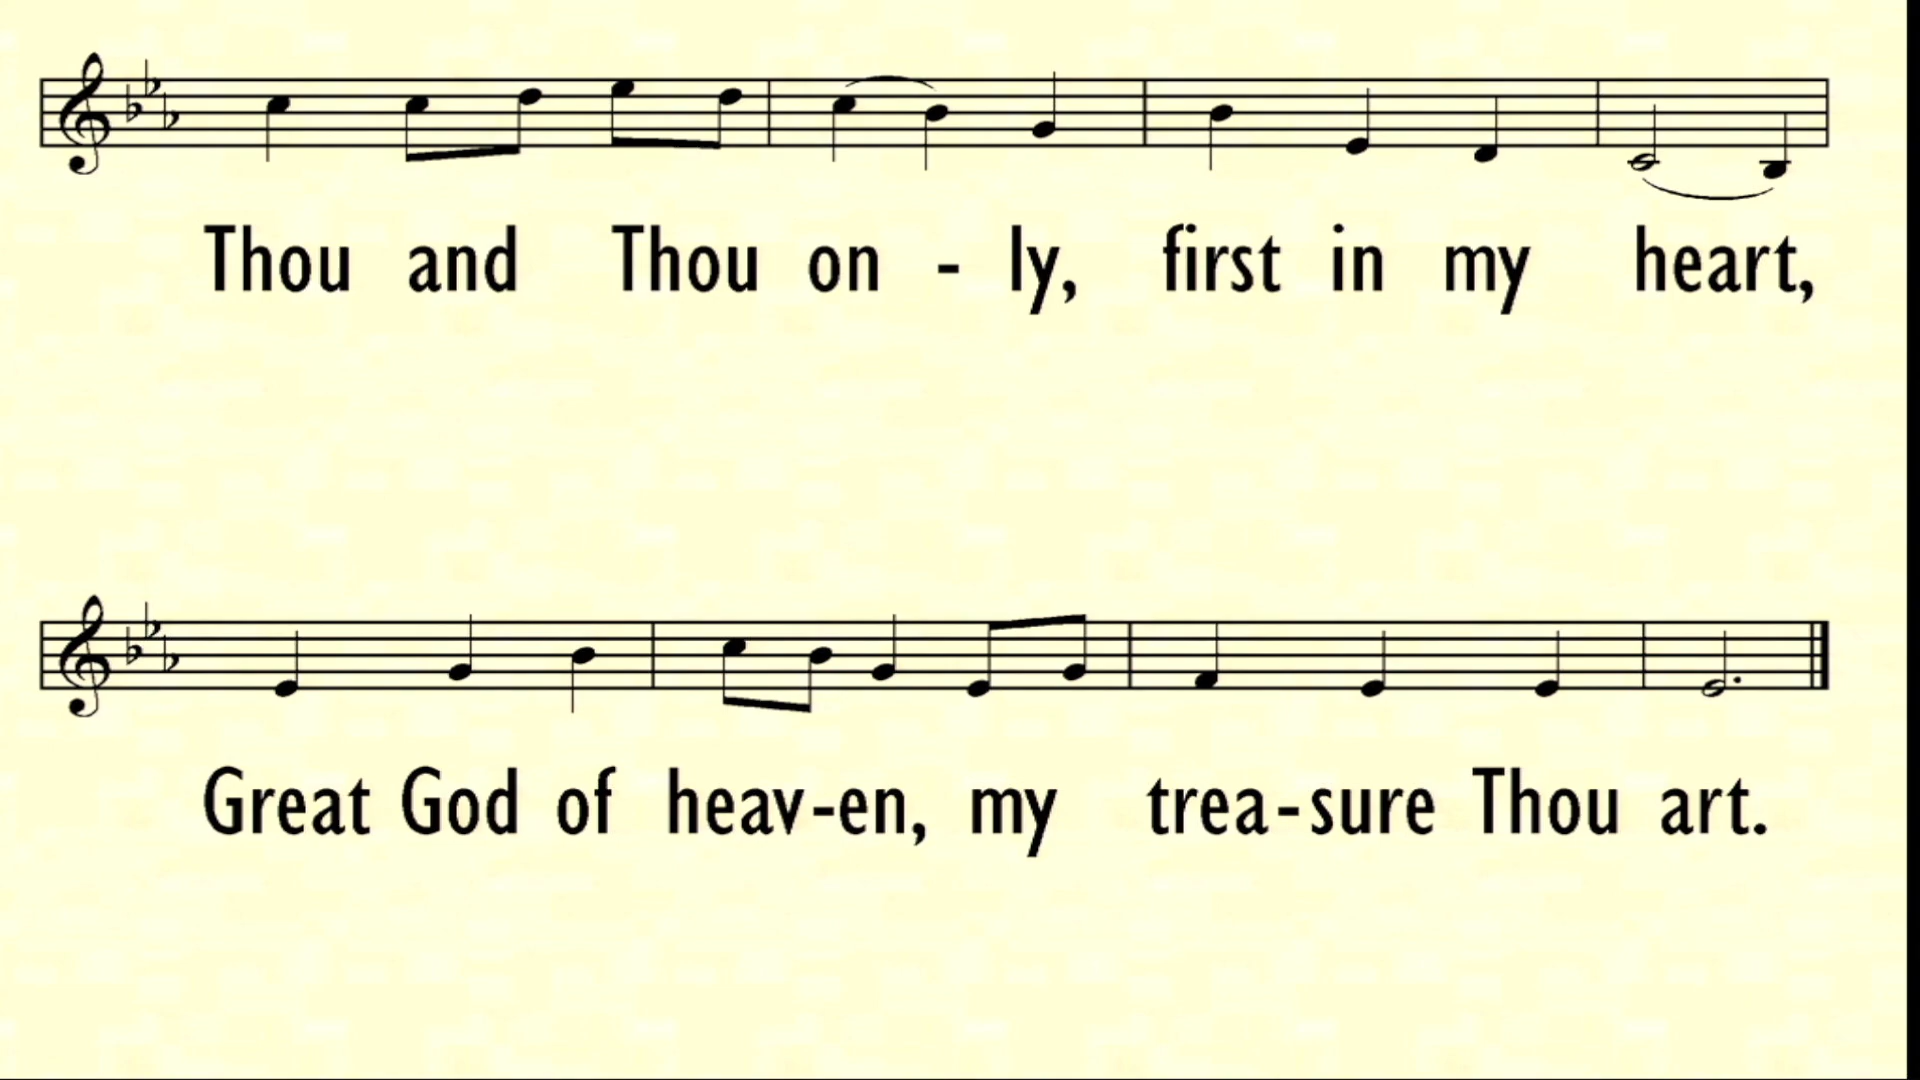 Thou and Thou on - ly, first in my heart,
Great God of heav-en, my trea-sure Thou art.